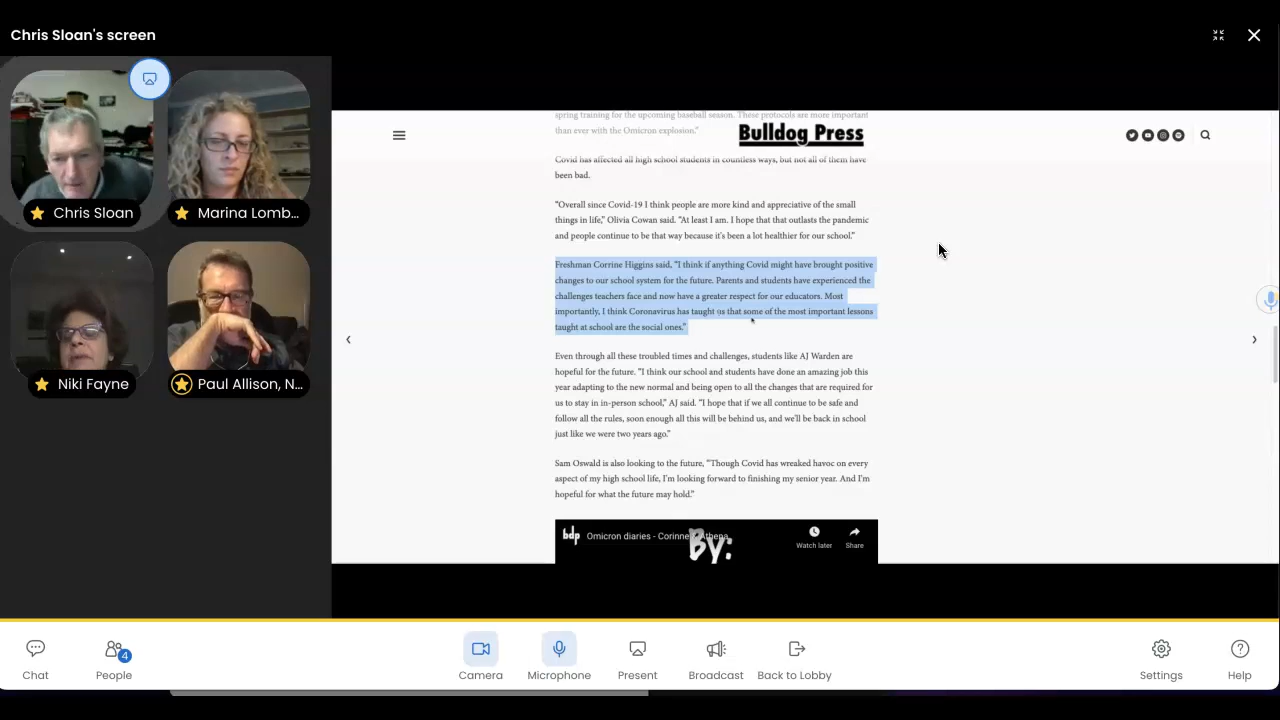 Chris Sloan's screen
Chris Sloan
Marina Lomb...
Niki Fayne
Paul Allison, N...
spring training for the upcoming baseball season. These protocols are more important
than ever with the Omicron explosion."
Bulldog Press
Covid has affected all high school students in countless ways, but not all of them have
been bad.
"Overall since Covid-19 I think people are more kind and appreciative of the small
things in life," Olivia Cowan said. "At least I am. I hope that that outlasts the pandemic
and people continue to be that way because it's been a lot healthier for our school."
Freshman Corrine Higgins said, "I think if anything Covid might have brought positive
changes to our school system for the future. Parents and students have experienced the
challenges teachers face and now have a greater respect for our educators. Most
importantly, I think Coronavirus has taught us that some of the most important lessons
taught at school are the social ones."
Even through all these troubled times and challenges, students like AJ Warden are
hopeful for the future. "I think our school and students have done an amazing job this
year adapting to the new normal and being open to all the changes that are required for
us to stay in in-person school," AJ said. "I hope that if we all continue to be safe and
follow all the rules, soon enough all this will be behind us, and we'll be back in school
just like we were two years ago."
Sam Oswald is also looking to the future, "Though Covid has wreaked havoc on every
aspect of my high school life, I'm looking forward to finishing my senior year. And I'm
hopeful for what the future may hold."
bdp Omicron diaries - Corinne Athena
By:
Watch later
Share
4
Chat
People
Camera
Microphone
Present
Broadcast
Back to Lobby
Settings
Help